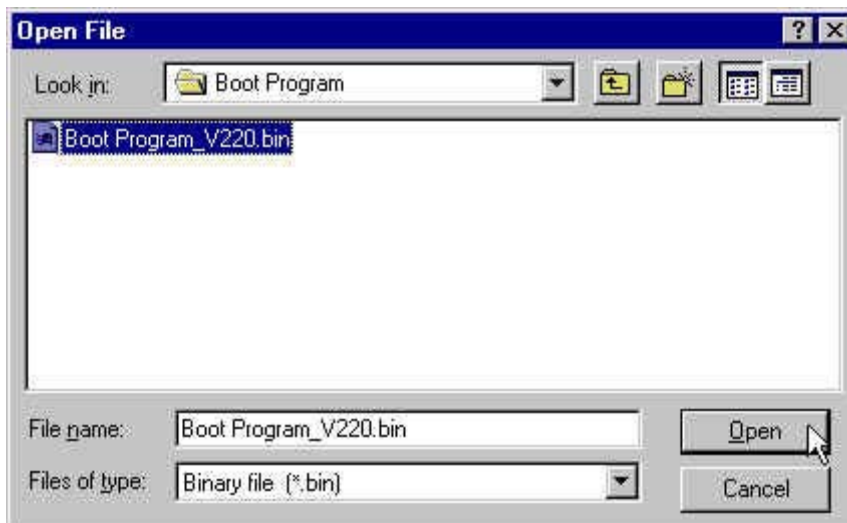 Open File
Look in: Boot Program
Boot Program_V220.bin
File name: Boot Program_V220.bin Open
Files of type: Binary file (*.bin) Cancel